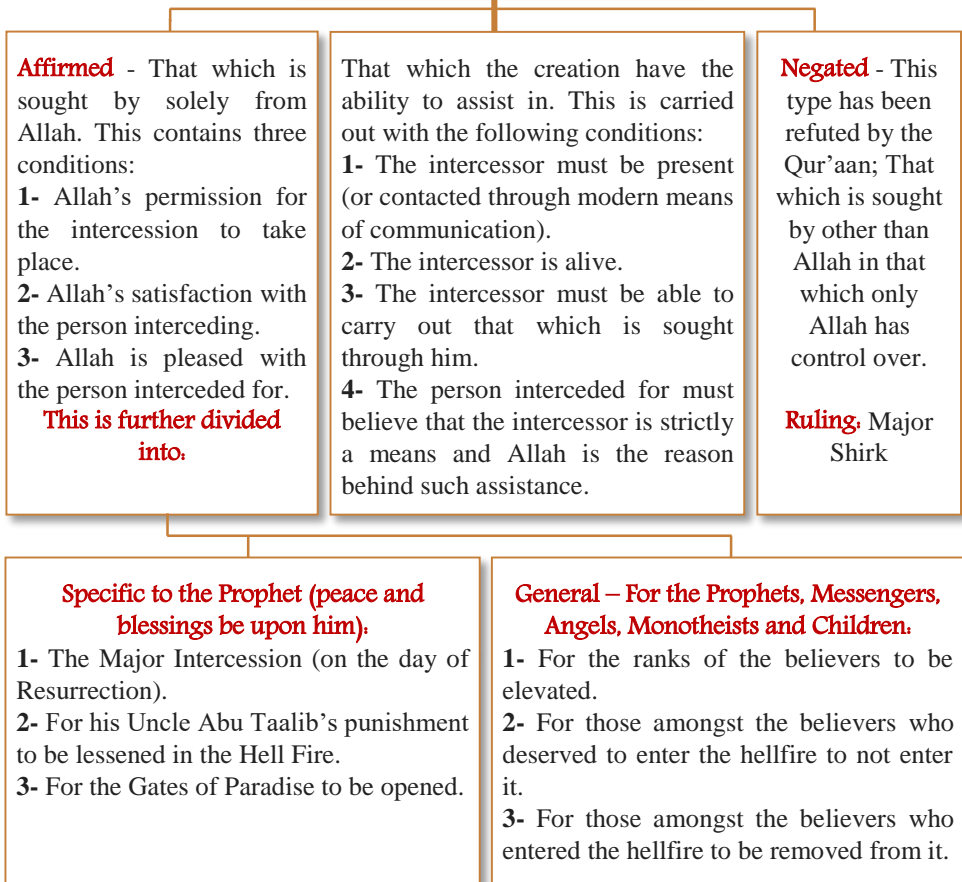 Affirmed - That which is
sought by solely from
Allah. This contains three
conditions:
1- Allah’s permission for
the intercession to take
place.
2- Allah’s satisfaction with
the person interceding.
3- Allah is pleased with
the person interceded for.
This is further divided
into:
That which the creation have the
ability to assist in. This is carried
out with the following conditions:
1- The intercessor must be present
(or contacted through modern means
of communication).
2- The intercessor is alive.
3- The intercessor must be able to
carry out that which is sought
through him.
4- The person interceded for must
believe that the intercessor is strictly
a means and Allah is the reason
behind such assistance.
Negated - This
type has been
refuted by the
Qur’aan; That
which is sought
by other than
Allah in that
which only
Allah has
control over.
Ruling: Major
Shirk
Specific to the Prophet (peace and
blessings be upon him):
1- The Major Intercession (on the day of
Resurrection).
2- For his Uncle Abu Taalib’s punishment
to be lessened in the Hell Fire.
3- For the Gates of Paradise to be opened.
General – For the Prophets, Messengers,
Angels, Monotheists and Children:
1- For the ranks of the believers to be
elevated.
2- For those amongst the believers who
deserved to enter the hellfire to not enter
it.
3- For those amongst the believers who
entered the hellfire to be removed from it.